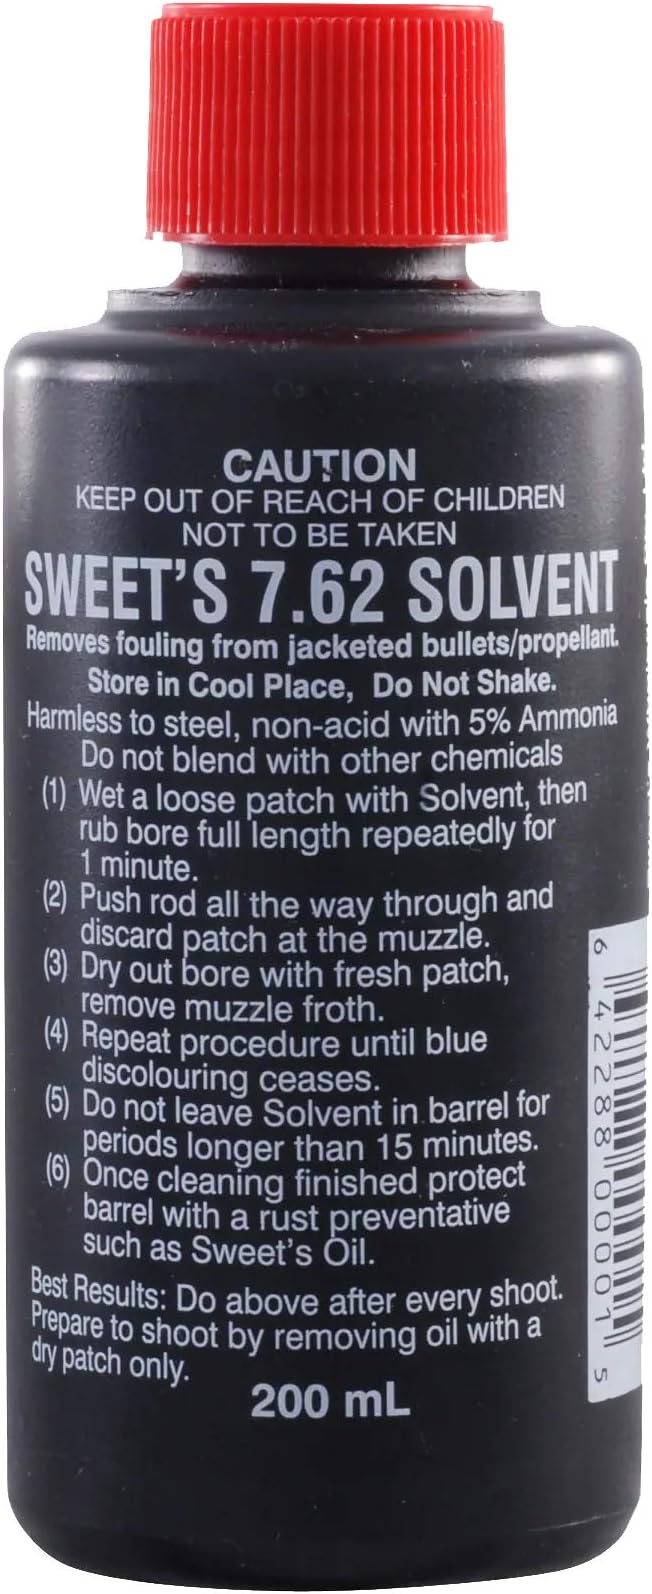 CAUTION
KEEP OUT OF REACH OF CHILDREN
NOT TO BE TAKEN
SWEET'S 7.62 SOLVENT
Removes fouling from jacketed bullets/propellant.
Store in Cool Place, Do Not Shake.
Harmless to steel, non-acid with 5% Ammonia
Do not blend with other chemicals
(1) Wet a loose patch with Solvent, then
rub bore full length repeatedly for
1 minute.
(2) Push rod all the way through and
discard patch at the muzzle.
(3) Dry out bore with fresh patch,
remove muzzle froth.
(4) Repeat procedure until blue
discolouring ceases.
(5) Do not leave Solvent in barrel for
periods longer than 15 minutes.
(6) Once cleaning finished protect
barrel with a rust preventative
such as Sweet's Oil.
Best Results: Do above after every shoot.
Prepare to shoot by removing oil with a
dry patch only.
200 mL
6 42288 00001 5